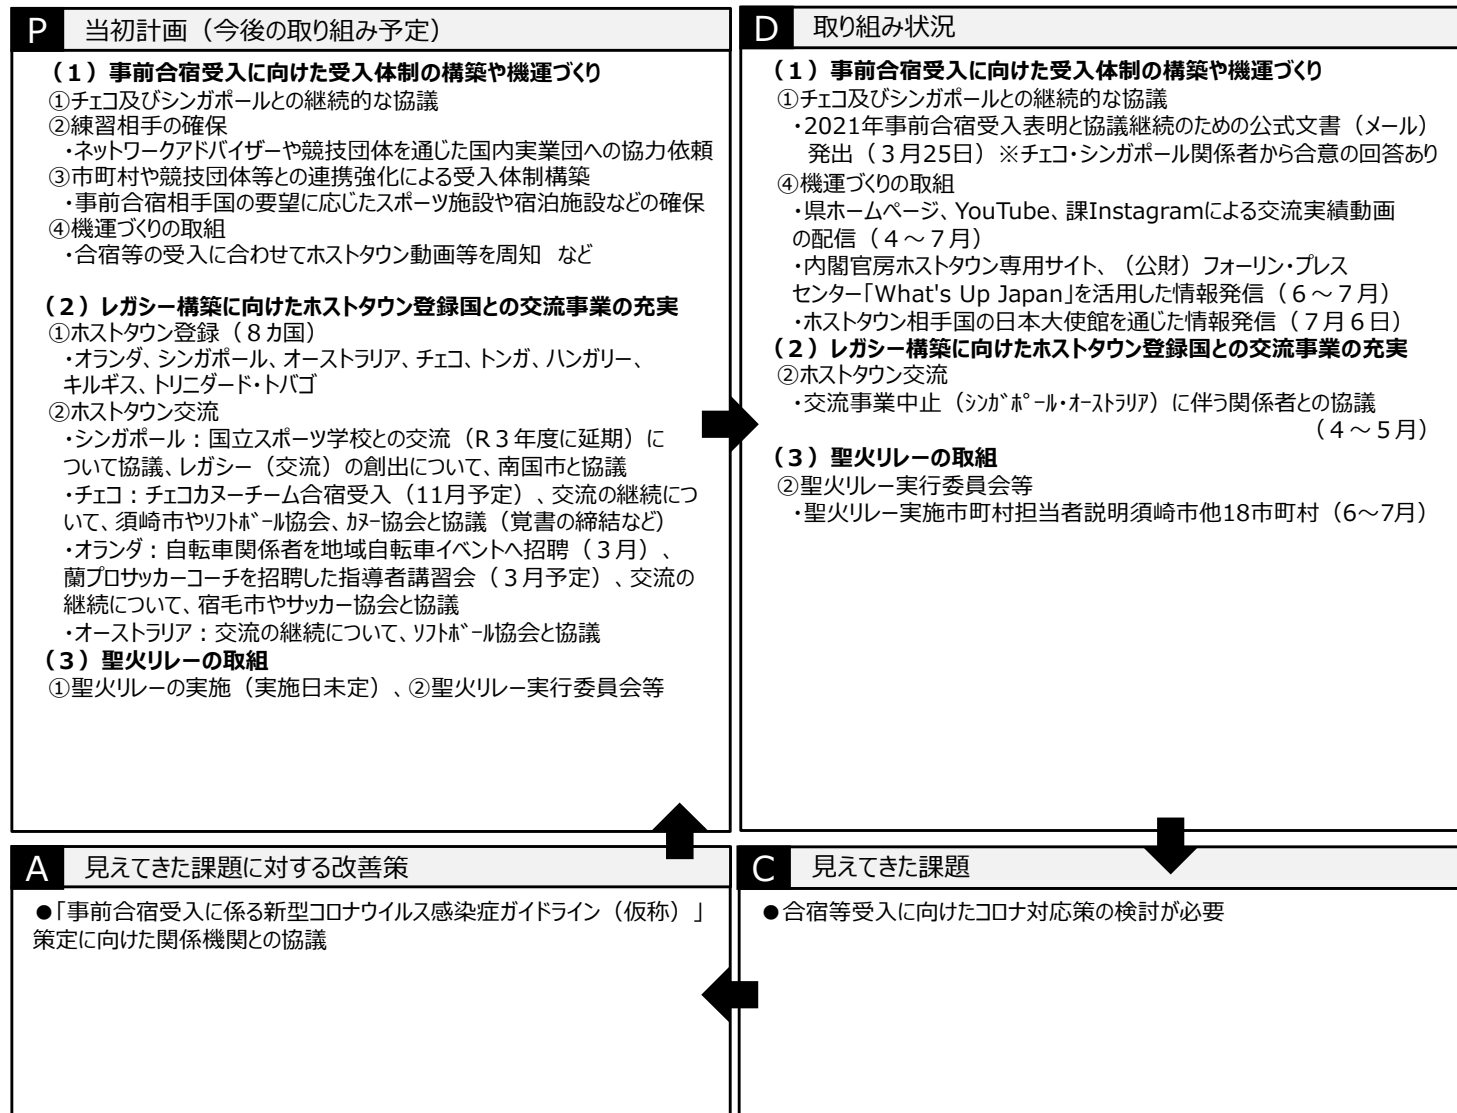 P 当初計画（今後の取り組み予定）
（１）事前合宿受入に向けた受入体制の構築や機運づくり
①チェコ及びシンガポールとの継続的な協議
②練習相手の確保
・ネットワークアドバイザーや競技団体を通じた国内実業団への協力依頼
③市町村や競技団体等との連携強化による受入体制構築
・事前合宿相手国の要望に応じたスポーツ施設や宿泊施設などの確保
④機運づくりの取組
・合宿等の受入に合わせてホストタウン動画等を周知　など
（２）レガシー構築に向けたホストタウン登録国との交流事業の充実
①ホストタウン登録（８カ国）
・オランダ、シンガポール、オーストラリア、チェコ、トンガ、ハンガリー、
キルギス、トリニダード・トバゴ
②ホストタウン交流
・シンガポール：国立スポーツ学校との交流（Ｒ３年度に延期）に
ついて協議、レガシー（交流）の創出について、南国市と協議
・チェコ：チェコカヌーチーム合宿受入（11月予定）、交流の継続につ
いて、須崎市やｿﾌﾄﾎﾞｰﾙ協会、ｶﾇｰ協会と協議（覚書の締結など）
・オランダ：自転車関係者を地域自転車イベントへ招聘（３月）、
蘭プロサッカーコーチを招聘した指導者講習会（３月予定）、交流の
継続について、宿毛市やサッカー協会と協議
・オーストラリア：交流の継続について、ｿﾌﾄﾎﾞｰﾙ協会と協議
（３）聖火リレーの取組
①聖火リレーの実施（実施日未定）、②聖火リレー実行委員会等
D 取り組み状況
（１）事前合宿受入に向けた受入体制の構築や機運づくり
①チェコ及びシンガポールとの継続的な協議
・2021年事前合宿受入表明と協議継続のための公式文書（メール）
発出（３月25日）※チェコ・シンガポール関係者から合意の回答あり
④機運づくりの取組
・県ホームページ、YouTube、課Instagramによる交流実績動画
の配信（４～７月）
・内閣官房ホストタウン専用サイト、（公財）フォーリン・プレス
センター「What's Up Japan」を活用した情報発信（６～７月）
・ホストタウン相手国の日本大使館を通じた情報発信（７月６日）
（２）レガシー構築に向けたホストタウン登録国との交流事業の充実
②ホストタウン交流
・交流事業中止（ｼﾝｶﾞﾎﾟｰﾙ・ｵｰｽﾄﾗﾘｱ）に伴う関係者との協議
（４～５月）
（３）聖火リレーの取組
②聖火リレー実行委員会等
・聖火リレー実施市町村担当者説明須崎市他18市町村（6～7月）
A 見えてきた課題に対する改善策
●「事前合宿受入に係る新型コロナウイルス感染症ガイドライン（仮称）」
策定に向けた関係機関との協議
C 見えてきた課題
●合宿等受入に向けたコロナ対応策の検討が必要